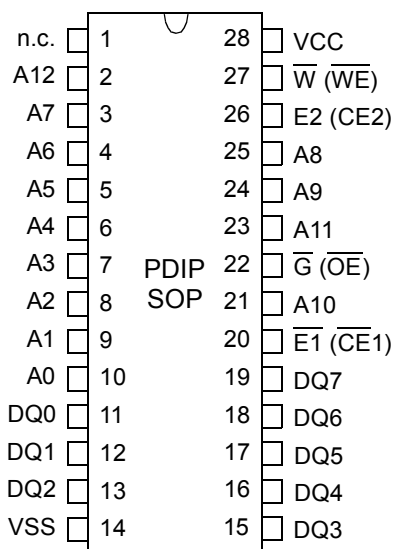 n.c. 1 28 VCC
A12 2 27 W (WE)
A7 3 26 E2 (CE2)
A6 4 25 A8
A5 5 24 A9
A4 6 23 A11
A3 7 PDIP 22 G (OE)
A2 8 SOP 21 A10
A1 9 20 E1 (CE1)
A0 10 19 DQ7
DQ0 11 18 DQ6
DQ1 12 17 DQ5
DQ2 13 16 DQ4
VSS 14 15 DQ3